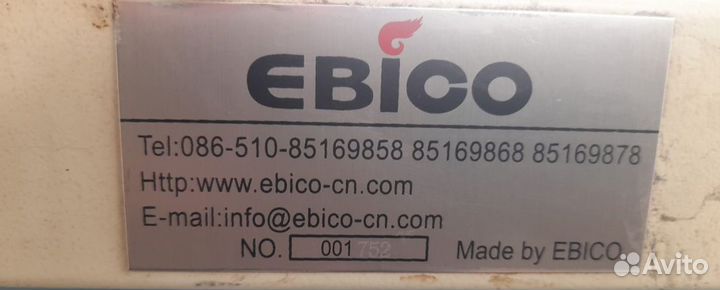 EBICO
Tel:086-510-85169858 85169868 85169878
Http:www.ebico-cn.com
E-mail:info@ebico-cn.com
NO. 001752 Made by EBICO
Avito